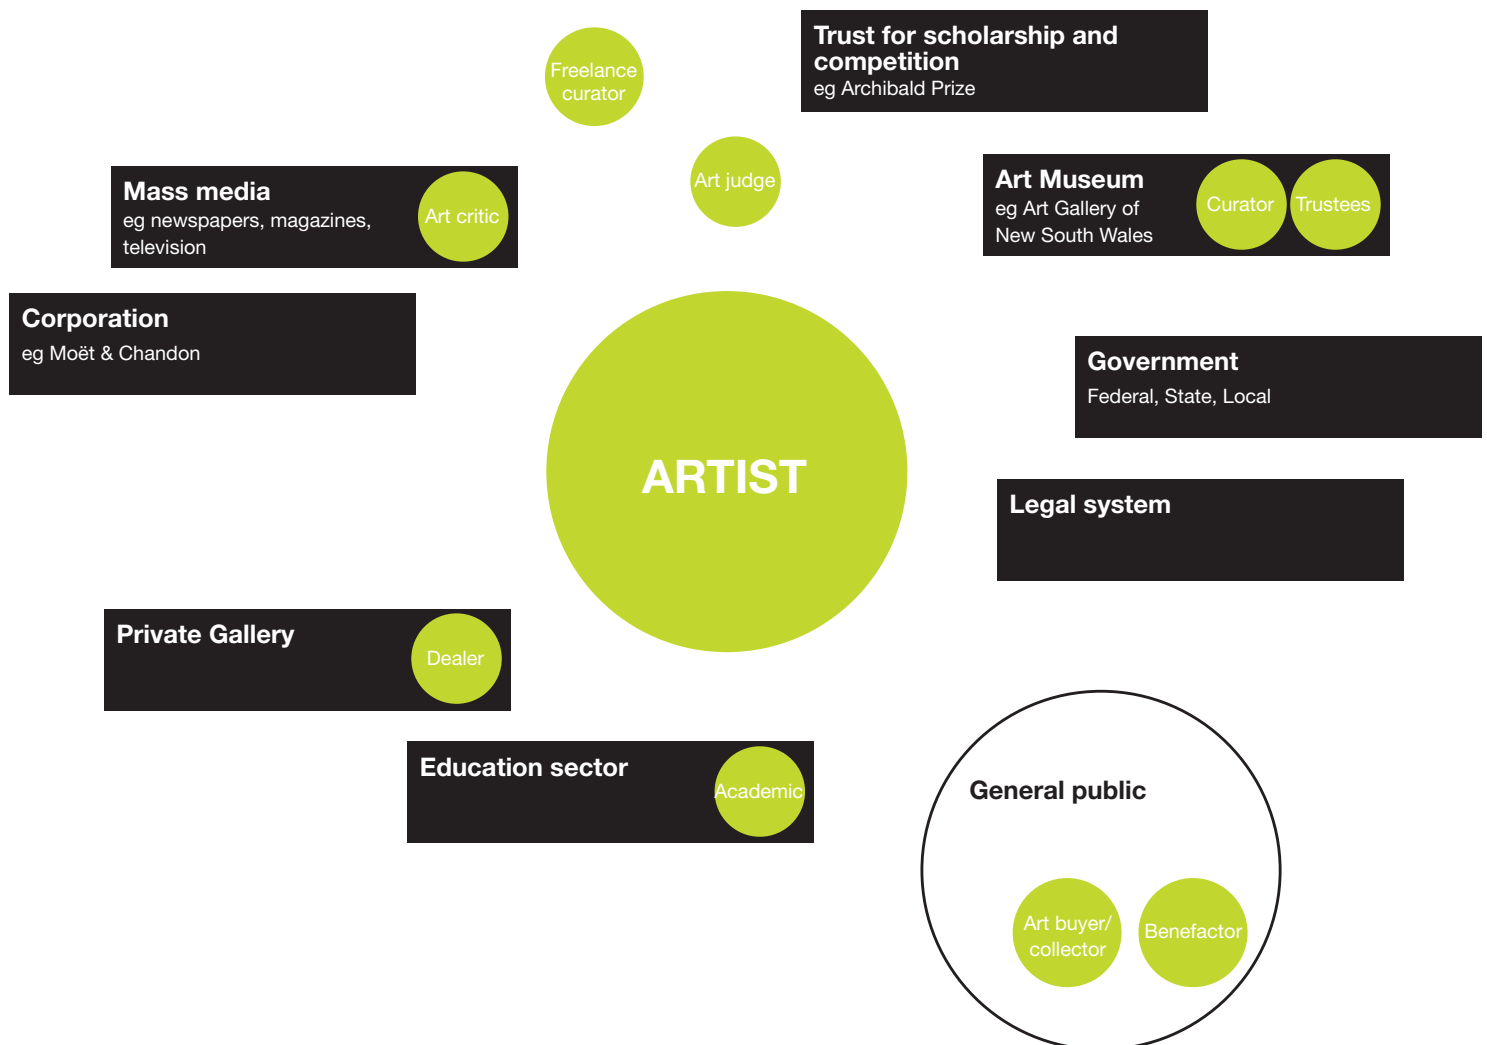 Freelance
curator
Trust for scholarship and
competition
eg Archibald Prize
Art judge
Mass media
eg newspapers, magazines,
television
Art critic
Art Museum
eg Art Gallery of
New South Wales
Curator
Trustees
Corporation
eg Moët & Chandon
Government
Federal, State, Local
ARTIST
Legal system
Private Gallery
Dealer
Education sector
Academic
General public
Art buyer/
collector
Benefactor